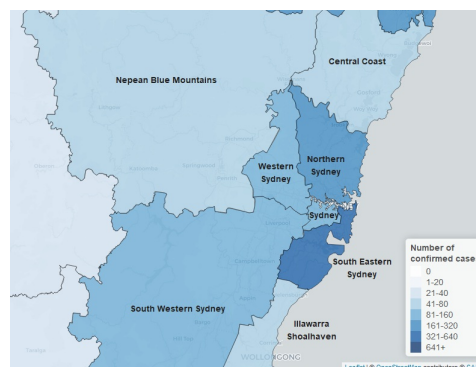 Central Coast
Nepean Blue Mountains
Western
Sydney
Northern
Sydney
Sydney
South Eastern
Sydney
South Western Sydney
Illawarra
Shoalhaven
WOLLONGONG
Number of
confirmed case
0
1-20
21-40
41-80
81-160
161-320
321-640
641+
Leaflet | © OpenStreetMap contributors ©